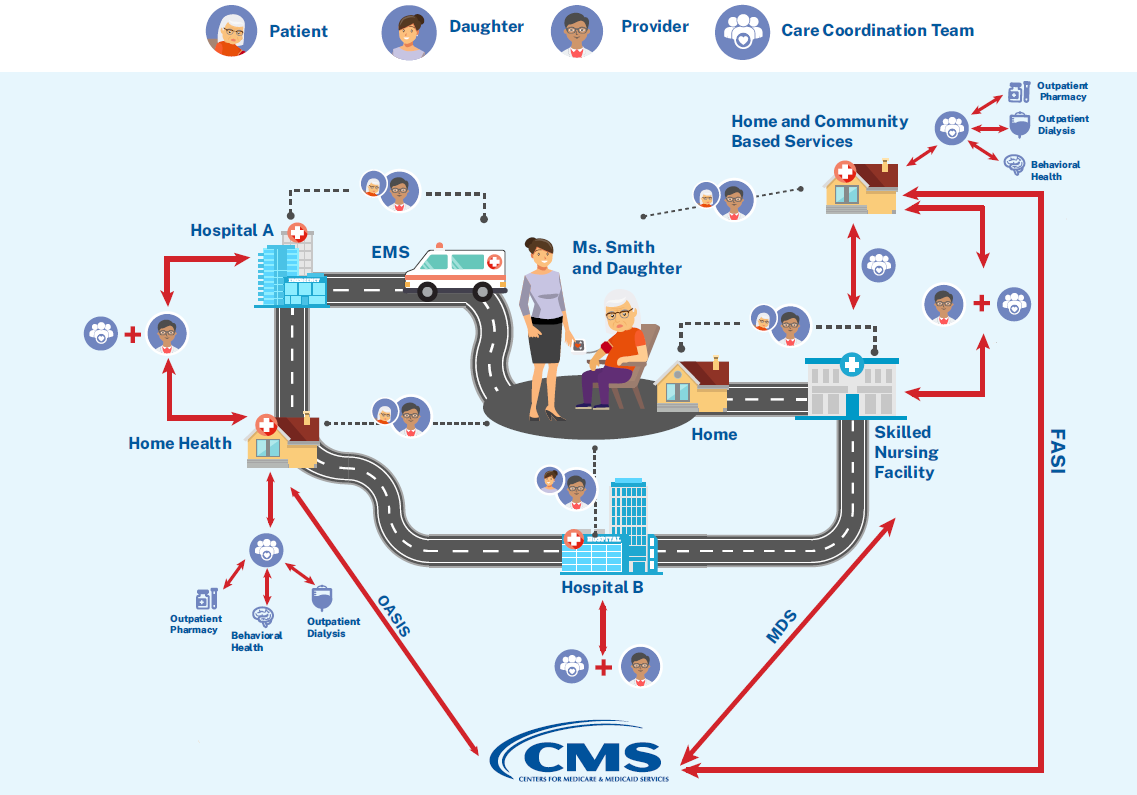 Patient
Daughter
Provider
Care Coordination Team
Outpatient
Pharmacy
Outpatient
Dialysis
Behavioral
Health
Home and Community
Based Services
Hospital A
EMERGENCY
EMS
Ms. Smith
and Daughter
Home Health
Home
Skilled
Nursing
Facility
FASI
HOSPITAL
Hospital B
Outpatient
Pharmacy
Behavioral
Health
Outpatient
Dialysis
OASIS
MDS
CMS
CENTERS FOR MEDICARE & MEDICAID SERVICES